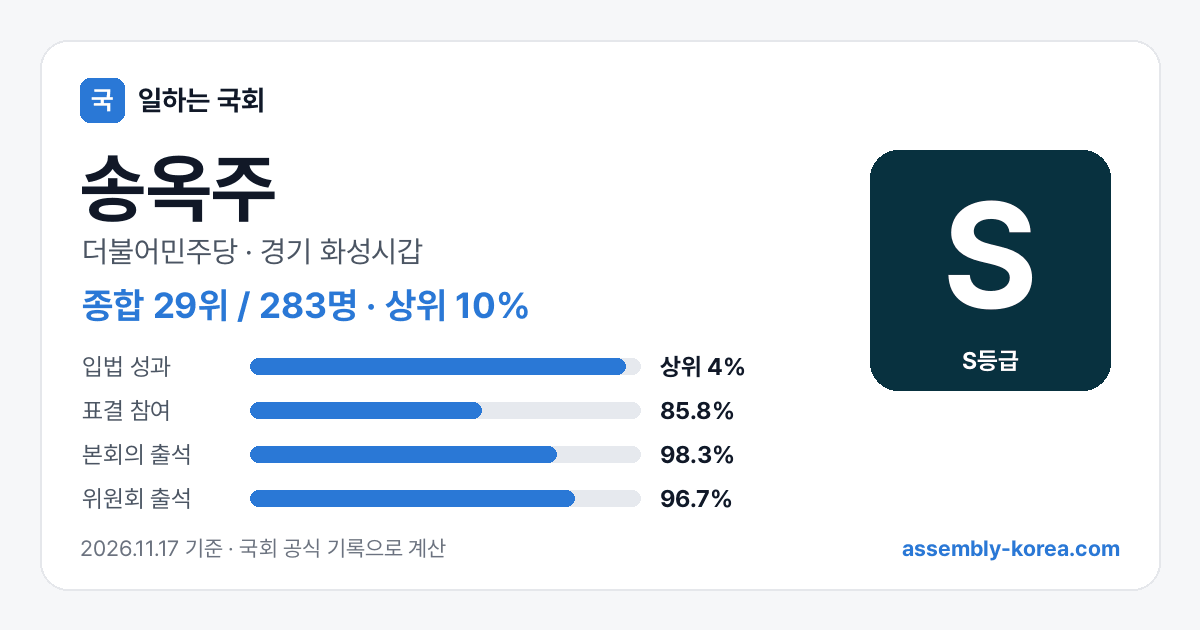 국 일하는 국회
송옥주
더불어민주당 · 경기 화성시갑
종합 29위 / 283명 · 상위 10%
입법 성과 상위 4%
표결 참여 85.8%
본회의 출석 98.3%
위원회 출석 96.7%
S
S등급
2026.11.17 기준 · 국회 공식 기록으로 계산
assembly-korea.com